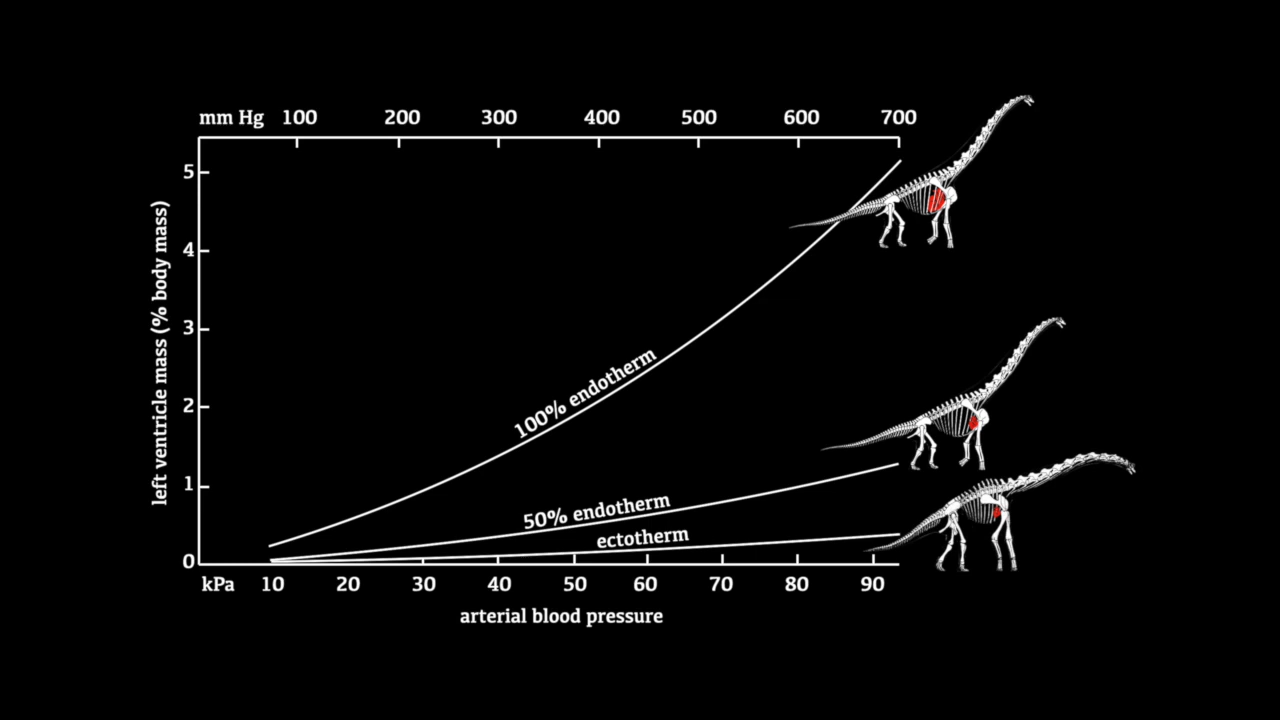 mm Hg 100 200 300 400 500 600 700
5
4
3
2
1
0
left ventricle mass (% body mass)
100% endotherm
50% endotherm
ectotherm
kPa 10 20 30 40 50 60 70 80 90
arterial blood pressure